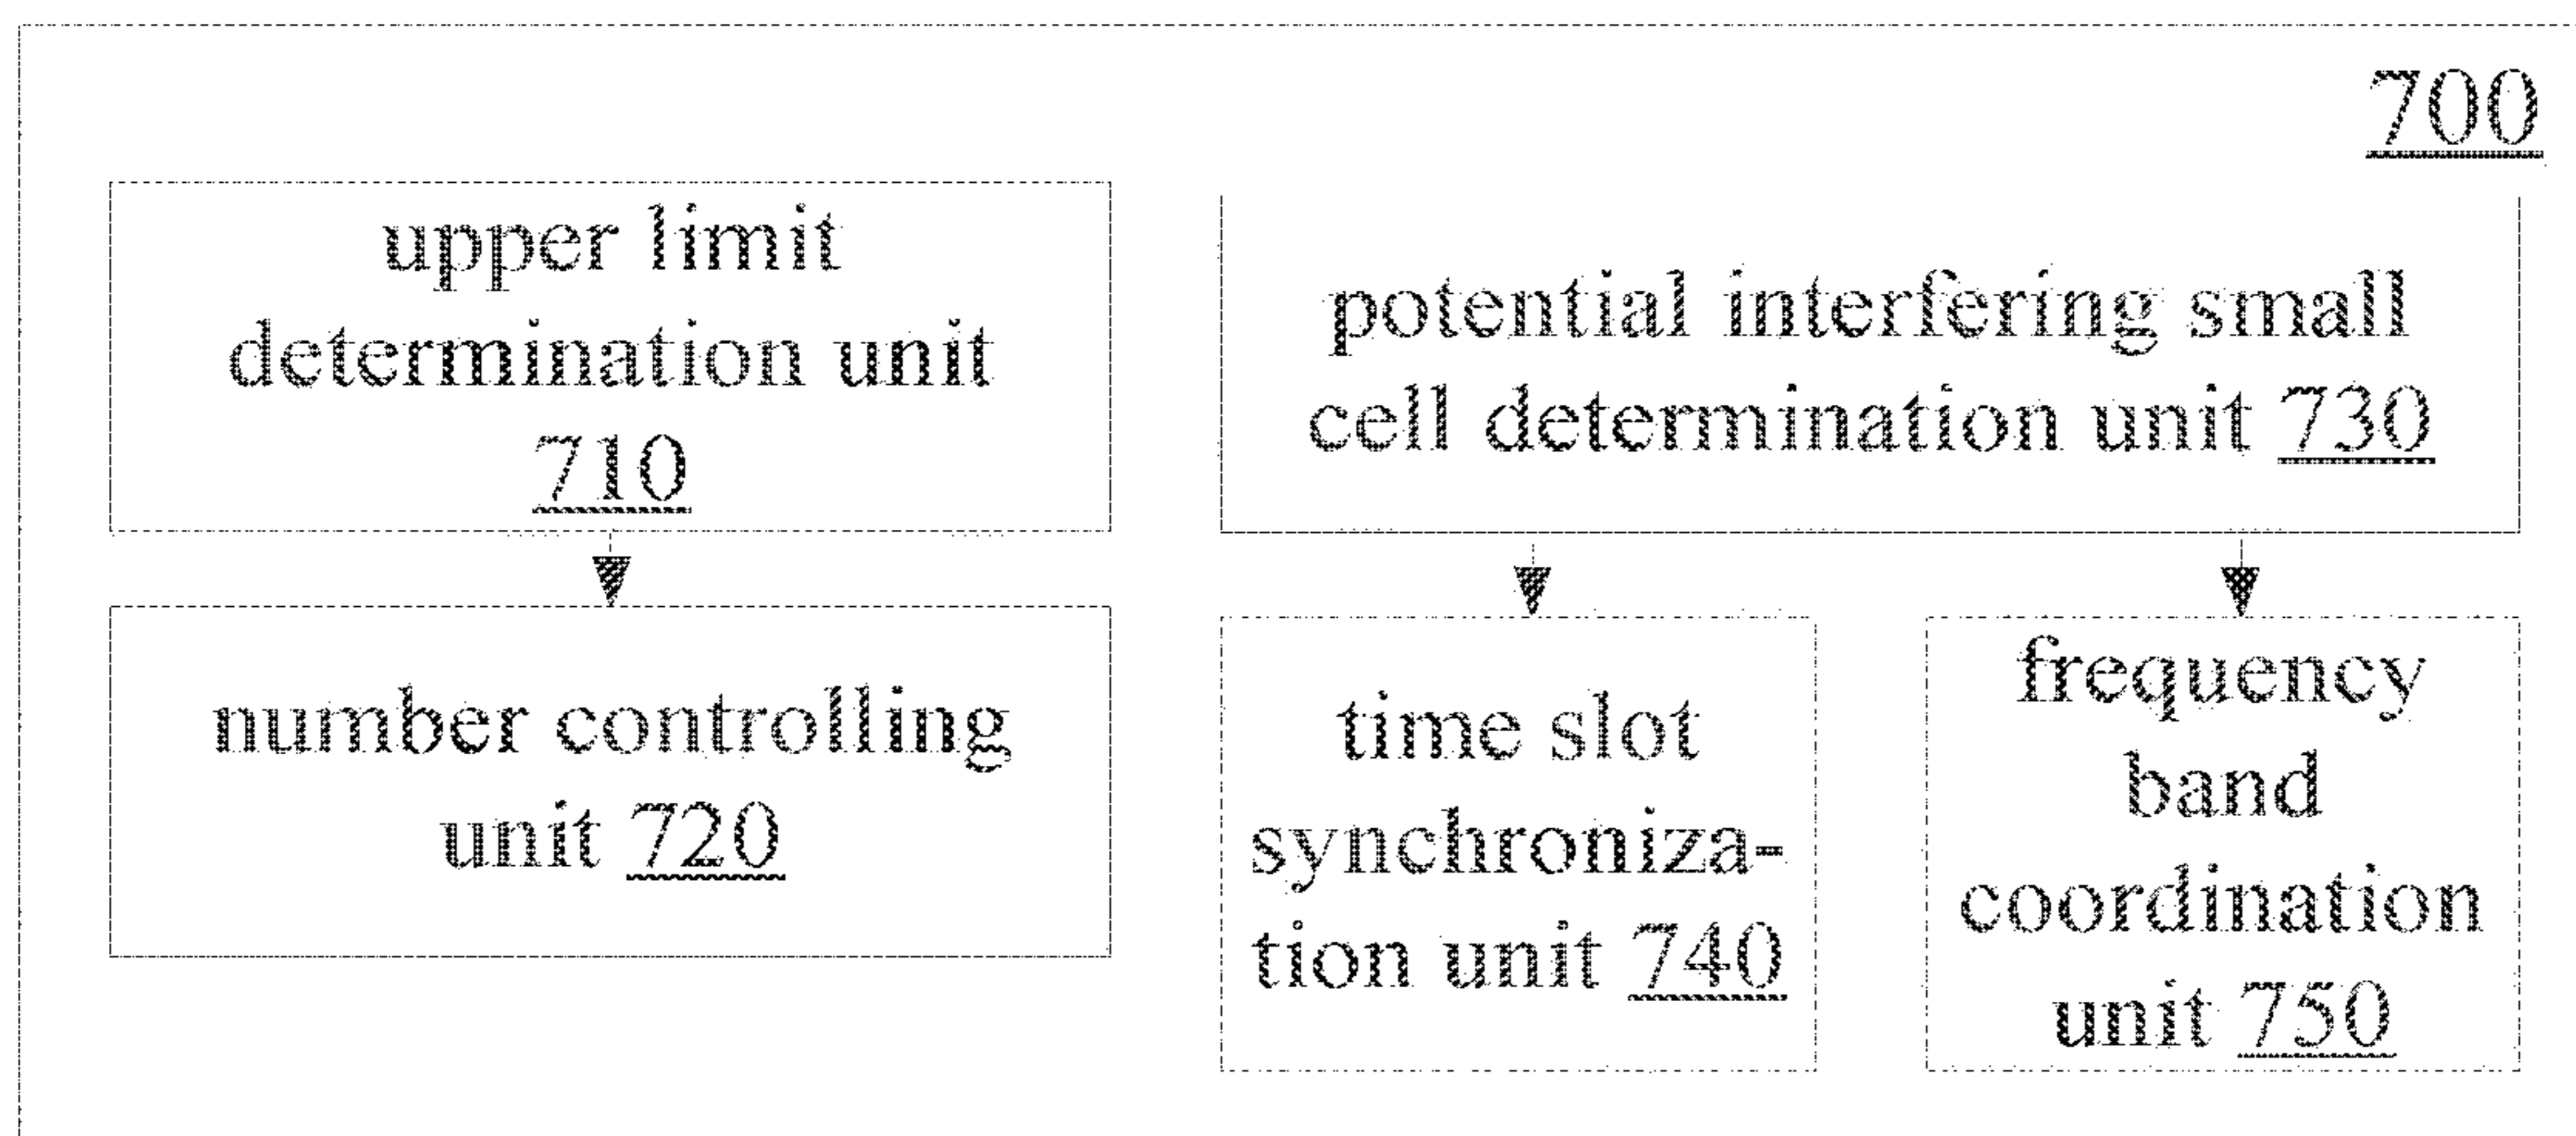 700
upper limit
determination unit
710
potential interfering small
cell determination unit 730
number controlling
unit 720
time slot
synchroniza-
tion unit 740
frequency
band
coordination
unit 750